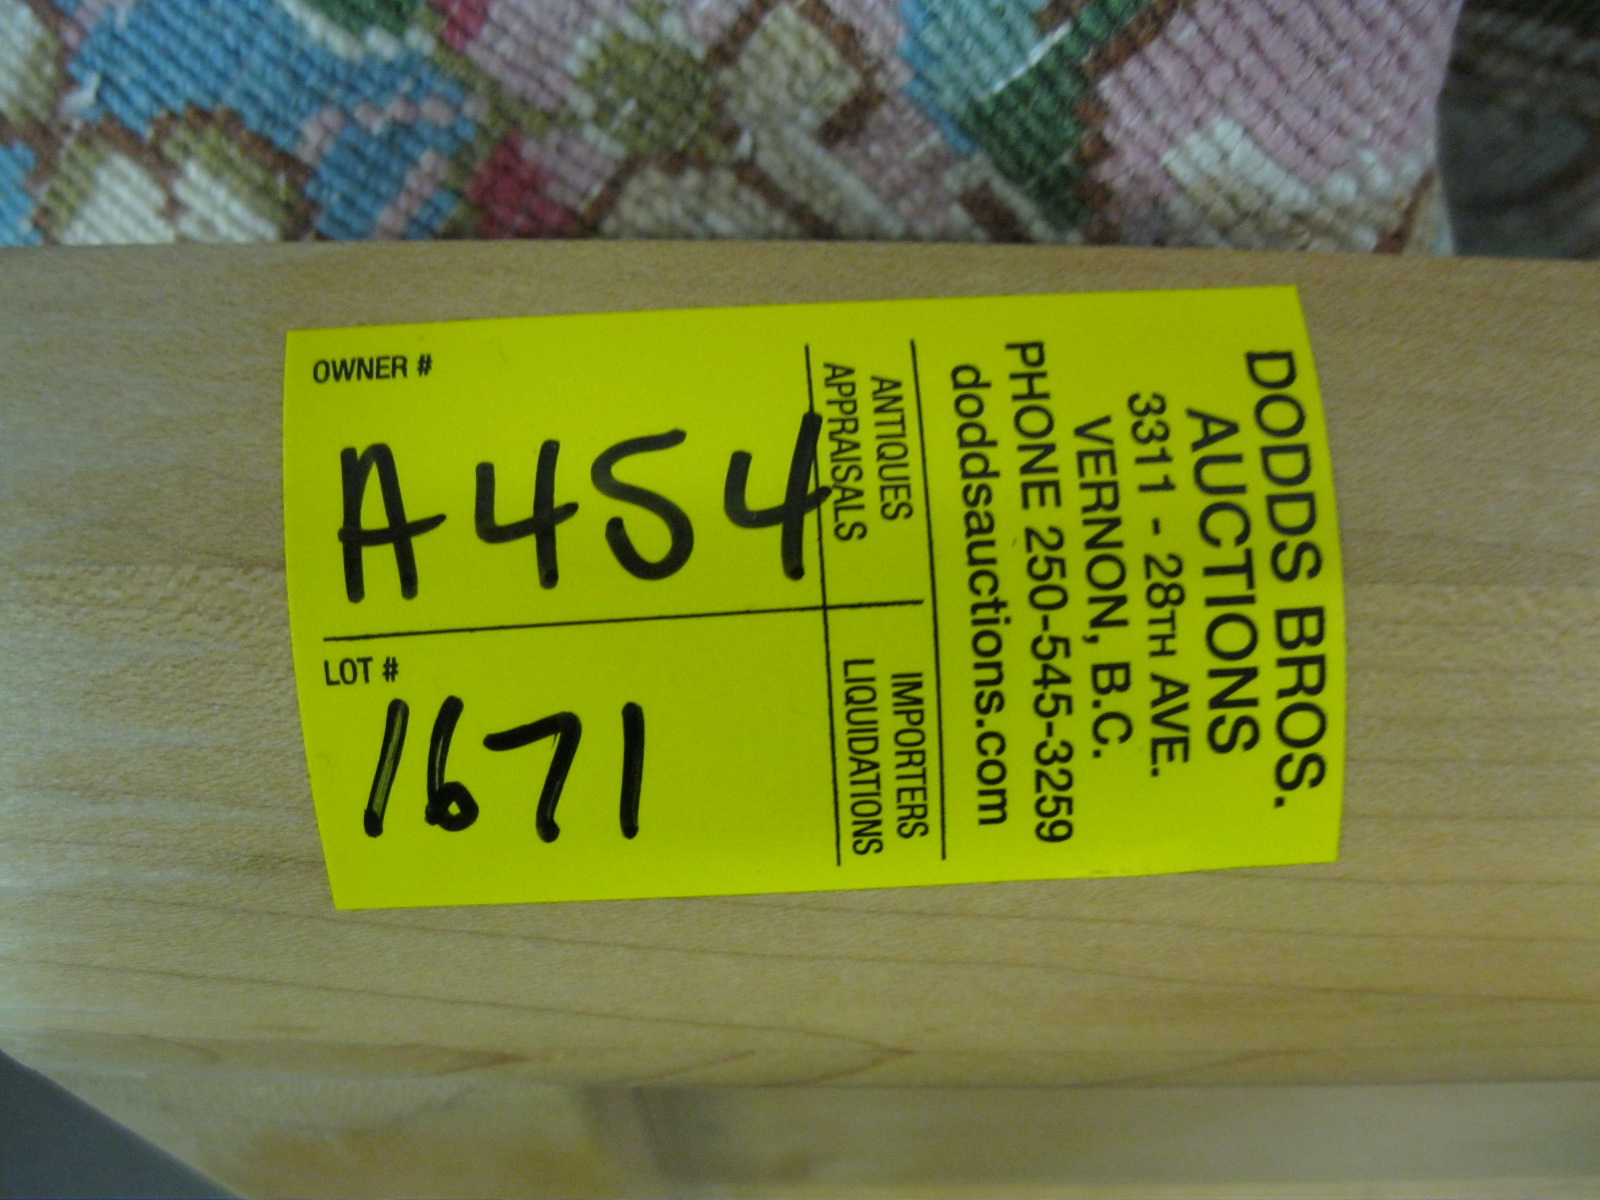 DODDS BROS.
AUCTIONS
3311 - 28TH AVE.
VERNON, B.C.
PHONE 250-545-3259
doddsauctions.com
ANTIQUES
APPRAISALS
IMPORTERS
LIQUIDATIONS
OWNER #
A454
LOT #
1671